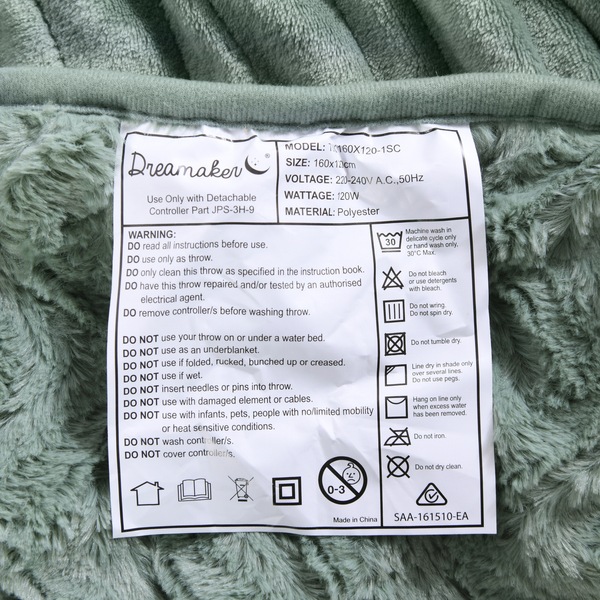 Dreamaker®
Use Only with Detachable
Controller Part JPS-3H-9
MODEL: 160X120-1SC
SIZE:
VOLTAGE: 220-240V A.C.,50Hz
WATTAGE: 120W
MATERIAL: Polyester
WARNING:
DO read all instructions before use.
DO use only as throw.
DO only clean this throw as specified in the instruction book.
DO have this throw repaired and/or tested by an authorised
electrical agent.
DO remove controller/s before washing throw.
DO NOT use your throw on or under a water bed.
DO NOT use as an underblanket.
DO NOT use if folded, rucked, bunched up or creased.
DO NOT use if wet.
DO NOT insert needles or pins into throw.
DO NOT use with damaged element or cables.
DO NOT use with infants, pets, people with no/limited mobility
or heat sensitive conditions.
DO NOT wash controller/s.
DO NOT cover controller/s.
0-3
Made in China
30
Machine wash in
delicate cycle only
or hand wash only.
30°C Max.
Do not bleach
or use detergents
with bleach.
Do not wring.
Do not spin dry.
Do not tumble dry.
Line dry in shade only
over several lines.
Do not use pegs.
Hang on line only
when excess water
has been removed.
Do not iron.
Do not dry clean.
SAA-161510-EA